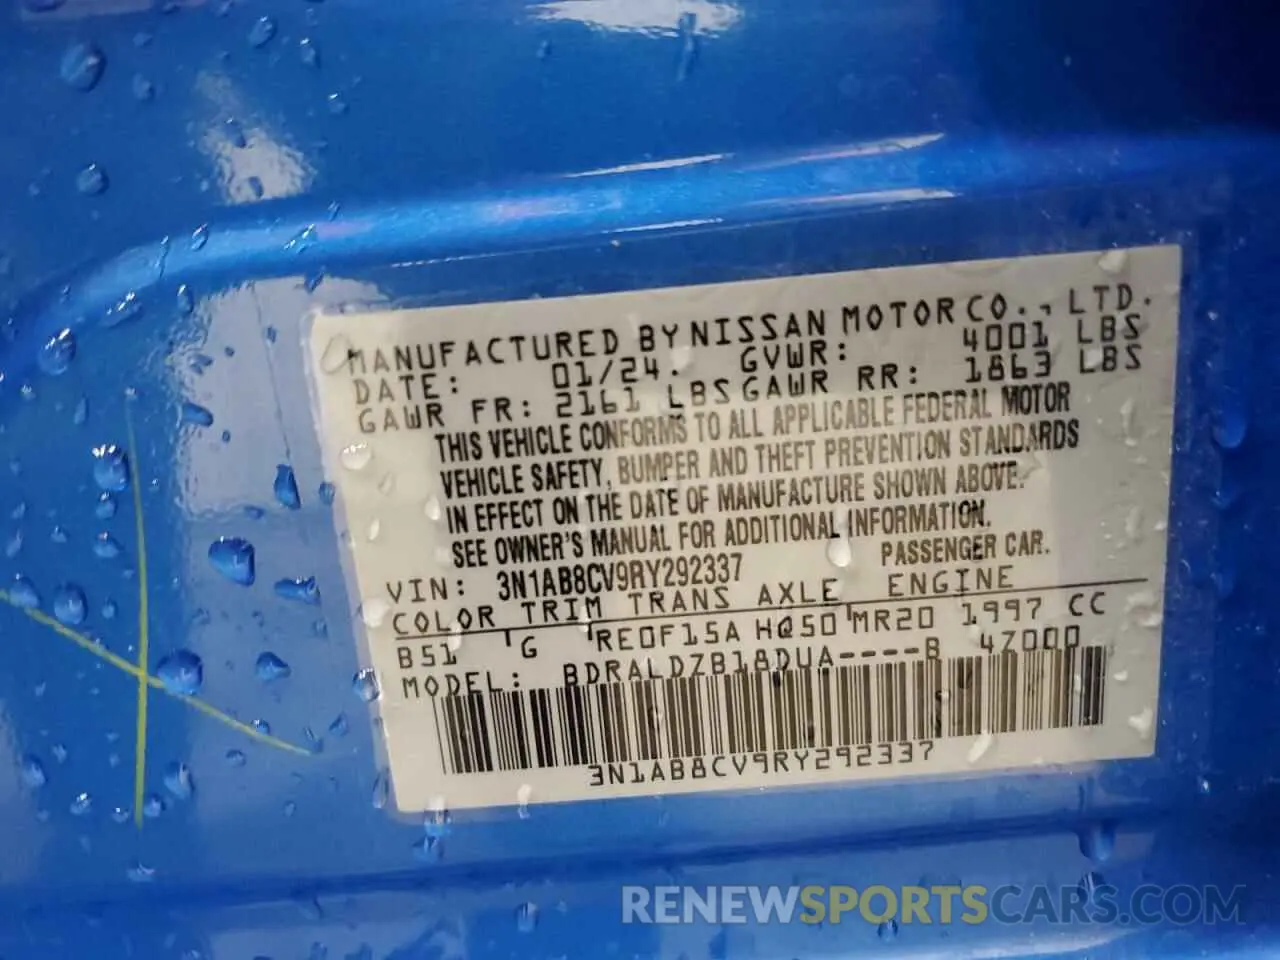 MANUFACTURED BY NISSAN MOTOR CO., LTD.
DATE: 01/24. GVWR: 4001 LBS
GAWR FR: 2161 LBS GAWR RR: 1863 LBS
THIS VEHICLE CONFORMS TO ALL APPLICABLE FEDERAL MOTOR
VEHICLE SAFETY, BUMPER AND THEFT PREVENTION STANDARDS
IN EFFECT ON THE DATE OF MANUFACTURE SHOWN ABOVE.
SEE OWNER'S MANUAL FOR ADDITIONAL INFORMATION.
VIN: 3N1AB8CV9RY292337 PASSENGER CAR.
COLOR TRIM TRANS AXLE ENGINE
B51 G RE0F15A HQ50 MR20 1997 CC
MODEL: BDRALDZB18DUA----B 4Z000
3N1AB8CV9RY292337
RENEWSPORTSCARS.COM